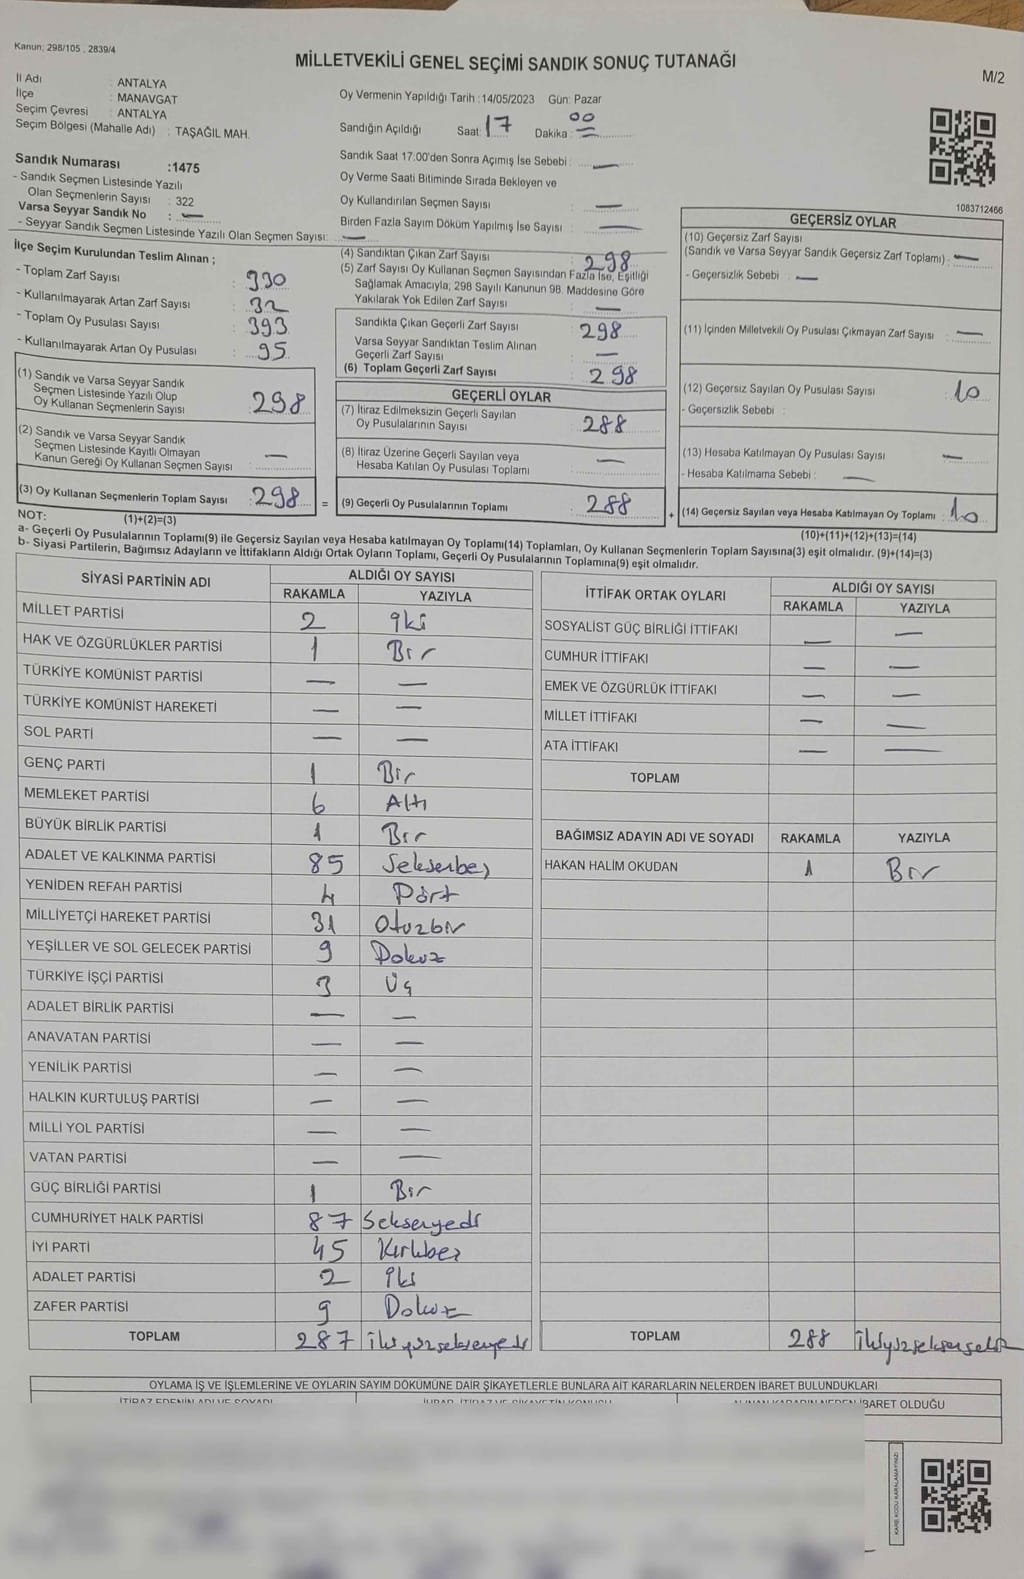 Kanun; 298/105 , 2839/4
MİLLETVEKİLİ GENEL SEÇİMİ SANDIK SONUÇ TUTANAĞI
M/2
İl Adı : ANTALYA
İlçe : MANAVGAT
Seçim Çevresi : ANTALYA
Seçim Bölgesi (Mahalle Adı) : TAŞAĞIL MAH.
Oy Vermenin Yapıldığı Tarih :14/05/2023 Gün: Pazar
Sandığın Açıldığı Saat: 17 Dakika : 00
Sandık Numarası :1475
- Sandık Seçmen Listesinde Yazılı
Olan Seçmenlerin Sayısı : 322
Varsa Seyyar Sandık No : —
- Seyyar Sandık Seçmen Listesinde Yazılı Olan Seçmen Sayısı: —
Sandık Saat 17:00'den Sonra Açımış İse Sebebi : —
Oy Verme Saati Bitiminde Sırada Bekleyen ve
Oy Kullandırılan Seçmen Sayısı : —
Birden Fazla Sayım Döküm Yapılmış İse Sayısı : —
1083712466
İlçe Seçim Kurulundan Teslim Alınan ;
- Toplam Zarf Sayısı : 330
- Kullanılmayarak Artan Zarf Sayısı : 32
- Toplam Oy Pusulası Sayısı : 393
- Kullanılmayarak Artan Oy Pusulası : 95
(1) Sandık ve Varsa Seyyar Sandık
Seçmen Listesinde Yazılı Olup
Oy Kullanan Seçmenlerin Sayısı : 298
(2) Sandık ve Varsa Seyyar Sandık
Seçmen Listesinde Kayıtlı Olmayan
Kanun Gereği Oy Kullanan Seçmen Sayısı : —
(3) Oy Kullanan Seçmenlerin Toplam Sayısı : 298 =
(4) Sandıktan Çıkan Zarf Sayısı : 298
(5) Zarf Sayısı Oy Kullanan Seçmen Sayısından Fazla İse, Eşitliği
Sağlamak Amacıyla, 298 Sayılı Kanunun 98. Maddesine Göre
Yakılarak Yok Edilen Zarf Sayısı : —
Sandıkta Çıkan Geçerli Zarf Sayısı : 298
Varsa Seyyar Sandıktan Teslim Alınan
Geçerli Zarf Sayısı : —
(6) Toplam Geçerli Zarf Sayısı : 298
GEÇERLİ OYLAR
(7) İtiraz Edilmeksizin Geçerli Sayılan
Oy Pusulalarının Sayısı : 288
(8) İtiraz Üzerine Geçerli Sayılan veya
Hesaba Katılan Oy Pusulası Toplamı : —
(9) Geçerli Oy Pusulalarının Toplamı : 288 +
GEÇERSİZ OYLAR
(10) Geçersiz Zarf Sayısı
(Sandık ve Varsa Seyyar Sandık Geçersiz Zarf Toplamı) : —
- Geçersizlik Sebebi : —
(11) İçinden Milletvekili Oy Pusulası Çıkmayan Zarf Sayısı : —
(12) Geçersiz Sayılan Oy Pusulası Sayısı : 10
- Geçersizlik Sebebi :
(13) Hesaba Katılmayan Oy Pusulası Sayısı : —
- Hesaba Katılmama Sebebi : —
(14) Geçersiz Sayılan veya Hesaba Katılmayan Oy Toplamı : 10
NOT: (1)+(2)=(3)
(10)+(11)+(12)+(13)=(14)
a- Geçerli Oy Pusulalarının Toplamı(9) ile Geçersiz Sayılan veya Hesaba katılmayan Oy Toplamı(14) Toplamları, Oy Kullanan Seçmenlerin Toplam Sayısına(3) eşit olmalıdır. (9)+(14)=(3)
b- Siyasi Partilerin, Bağımsız Adayların ve İttifakların Aldığı Ortak Oyların Toplamı, Geçerli Oy Pusulalarının Toplamına(9) eşit olmalıdır.
SİYASİ PARTİNİN ADI ALDIĞI OY SAYISI
RAKAMLA YAZIYLA
MİLLET PARTİSİ 2 İki
HAK VE ÖZGÜRLÜKLER PARTİSİ 1 Bir
TÜRKİYE KOMÜNİST PARTİSİ — —
TÜRKİYE KOMÜNİST HAREKETİ — —
SOL PARTİ — —
GENÇ PARTİ 1 Bir
MEMLEKET PARTİSİ 6 Altı
BÜYÜK BİRLİK PARTİSİ 1 Bir
ADALET VE KALKINMA PARTİSİ 85 Seksenbeş
YENİDEN REFAH PARTİSİ 4 Dört
MİLLİYETÇİ HAREKET PARTİSİ 31 Otuzbir
YEŞİLLER VE SOL GELECEK PARTİSİ 9 Dokuz
TÜRKİYE İŞÇİ PARTİSİ 3 Üç
ADALET BİRLİK PARTİSİ — —
ANAVATAN PARTİSİ — —
YENİLİK PARTİSİ — —
HALKIN KURTULUŞ PARTİSİ — —
MİLLİ YOL PARTİSİ — —
VATAN PARTİSİ — —
GÜÇ BİRLİĞİ PARTİSİ 1 Bir
CUMHURİYET HALK PARTİSİ 87 Seksenyedi
İYİ PARTİ 45 Kırkbeş
ADALET PARTİSİ 2 İki
ZAFER PARTİSİ 9 Dokuz
TOPLAM 287 ikiyüzseksenyedi
İTTİFAK ORTAK OYLARI ALDIĞI OY SAYISI
RAKAMLA YAZIYLA
SOSYALİST GÜÇ BİRLİĞİ İTTİFAKI — —
CUMHUR İTTİFAKI — —
EMEK VE ÖZGÜRLÜK İTTİFAKI — —
MİLLET İTTİFAKI — —
ATA İTTİFAKI — —
TOPLAM
BAĞIMSIZ ADAYIN ADI VE SOYADI RAKAMLA YAZIYLA
HAKAN HALİM OKUDAN 1 Bir
TOPLAM 288 ikiyüzseksensekiz
OYLAMA İŞ VE İŞLEMLERİNE VE OYLARIN SAYIM DÖKÜMÜNE DAİR ŞİKAYETLERLE BUNLARA AİT KARARLARIN NELERDEN İBARET BULUNDUKLARI
İTİRAZ EDENİN ADI VE SOYADI İHBAR, İTİRAZ VE ŞİKAYETİN KONUSU ALINAN KARARIN NEDEN İBARET OLDUĞU
KARE KODU KARALAMAYINIZ!